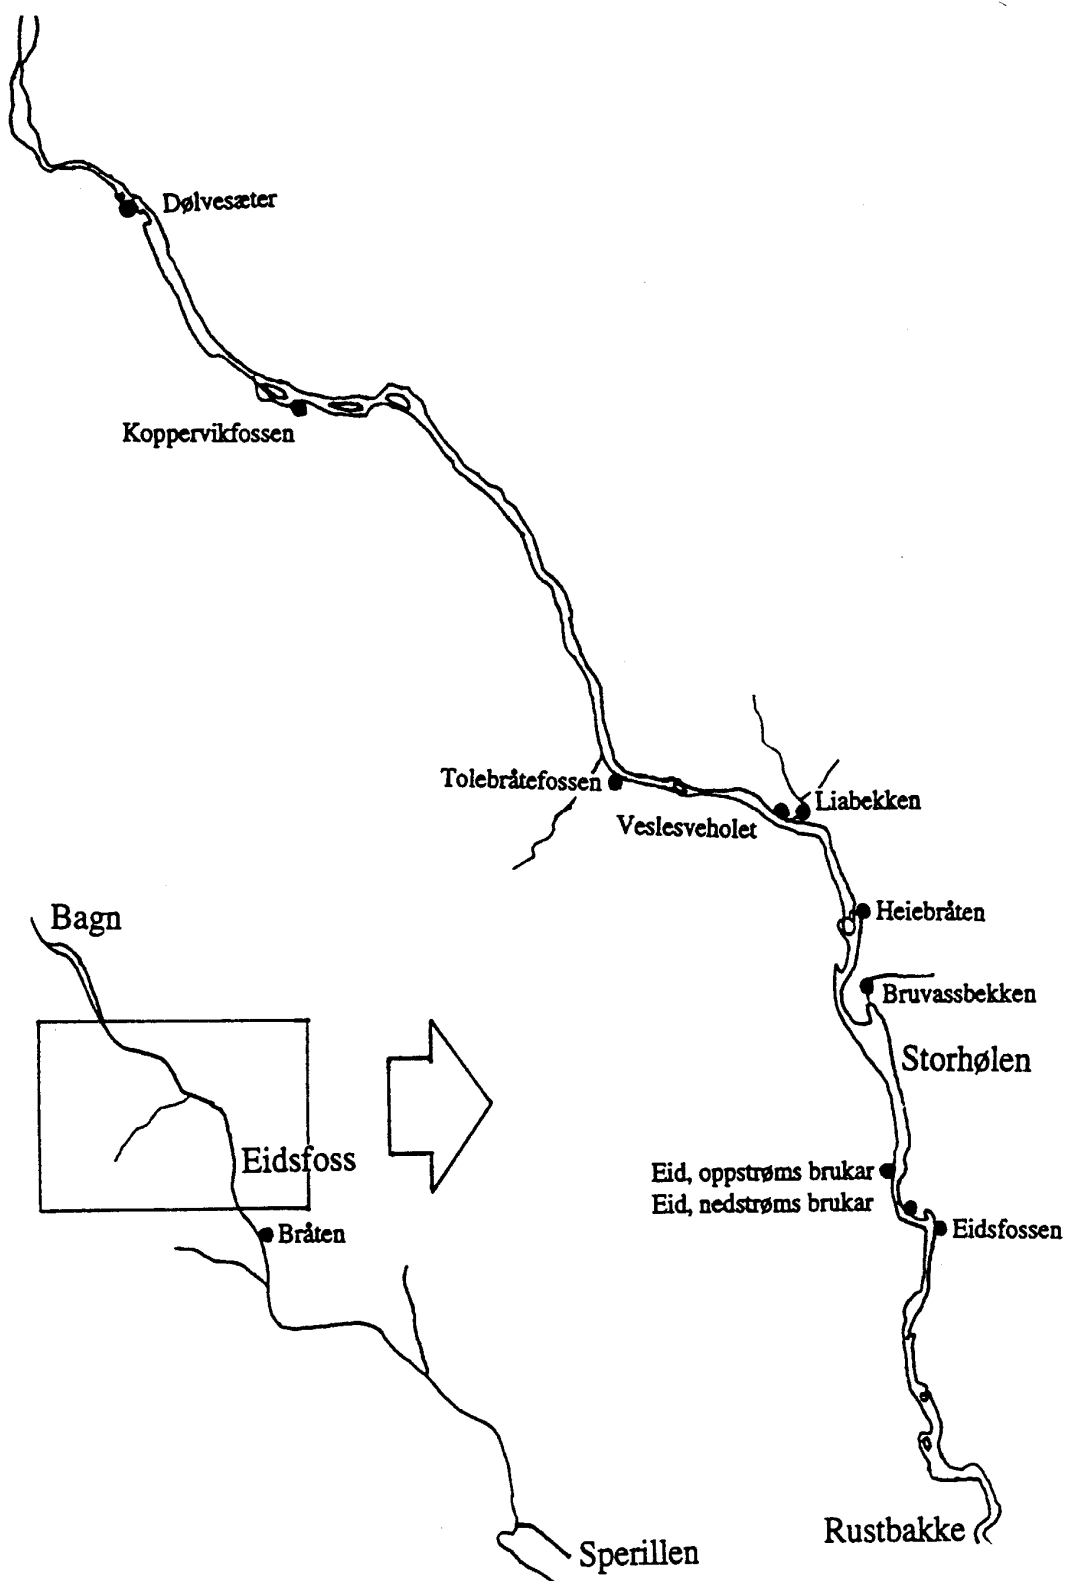 Dølvesæter
Koppervikfossen
Tolebråtefossen
Liabekken
Veslesveholet
Heiebråten
Bagn
Bruvassbekken
Storhølen
Eidsfoss
Eid, oppstrøms brukar
Eid, nedstrøms brukar
Eidsfossen
Bråten
Rustbakke
Sperillen